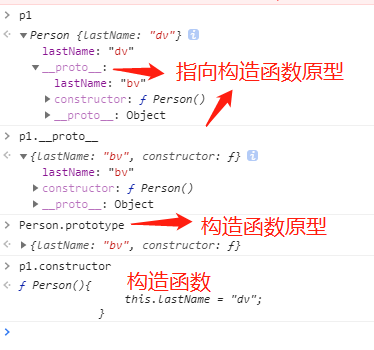 p1
Person {lastName: "dv"}
lastName: "dv"
__proto__:
指向构造函数原型
lastName: "bv"
constructor: ƒ Person()
__proto__: Object
p1.__proto__
{lastName: "bv", constructor: ƒ}
lastName: "bv"
constructor: ƒ Person()
__proto__: Object
Person.prototype
构造函数原型
{lastName: "bv", constructor: ƒ}
p1.constructor
构造函数
ƒ Person(){
this.lastName = "dv";
}